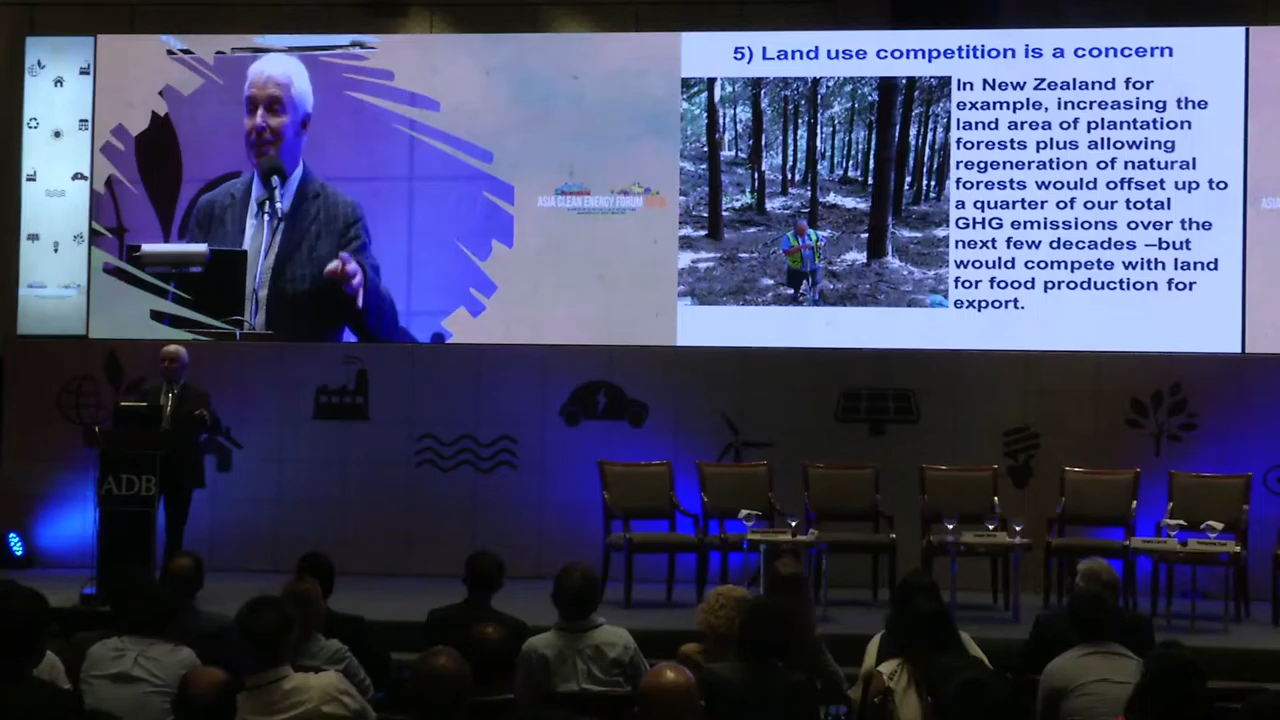 5) Land use competition is a concern
In New Zealand for
example, increasing the
land area of plantation
forests plus allowing
regeneration of natural
forests would offset up to
a quarter of our total
GHG emissions over the
next few decades –but
would compete with land
for food production for
export.
ASIA CLEAN ENERGY FORUM
ASIA
ADB